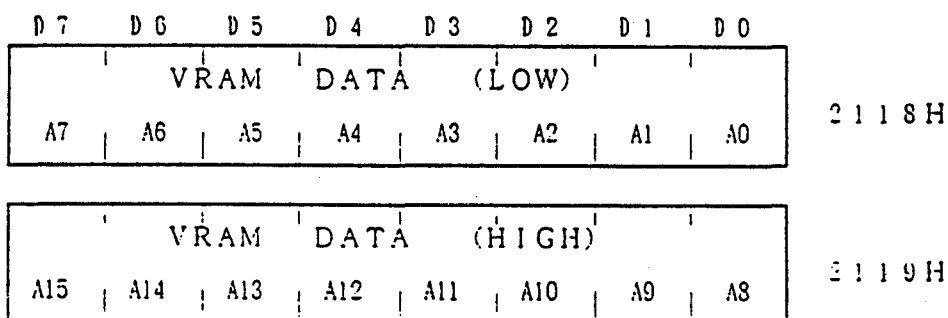 D7 D6 D5 D4 D3 D2 D1 D0
VRAM DATA (LOW)
A7 A6 A5 A4 A3 A2 A1 A0
2118H
VRAM DATA (HIGH)
A15 A14 A13 A12 A11 A10 A9 A8
2119H